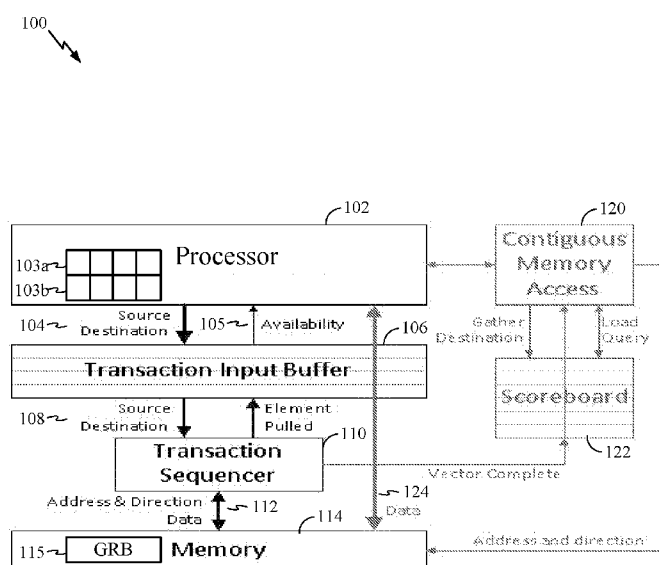 100
102
120
103a
103b
Processor
Contiguous
Memory
Access
104
Source
Destination
105
Availability
106
Gather
Destination
Load
Query
Transaction Input Buffer
Scoreboard
108
Source
Destination
Element
Pulled
110
122
Transaction
Sequencer
Vector Complete
Address & Direction
Data
112
114
124
Data
115
GRB
Memory
Address and direction